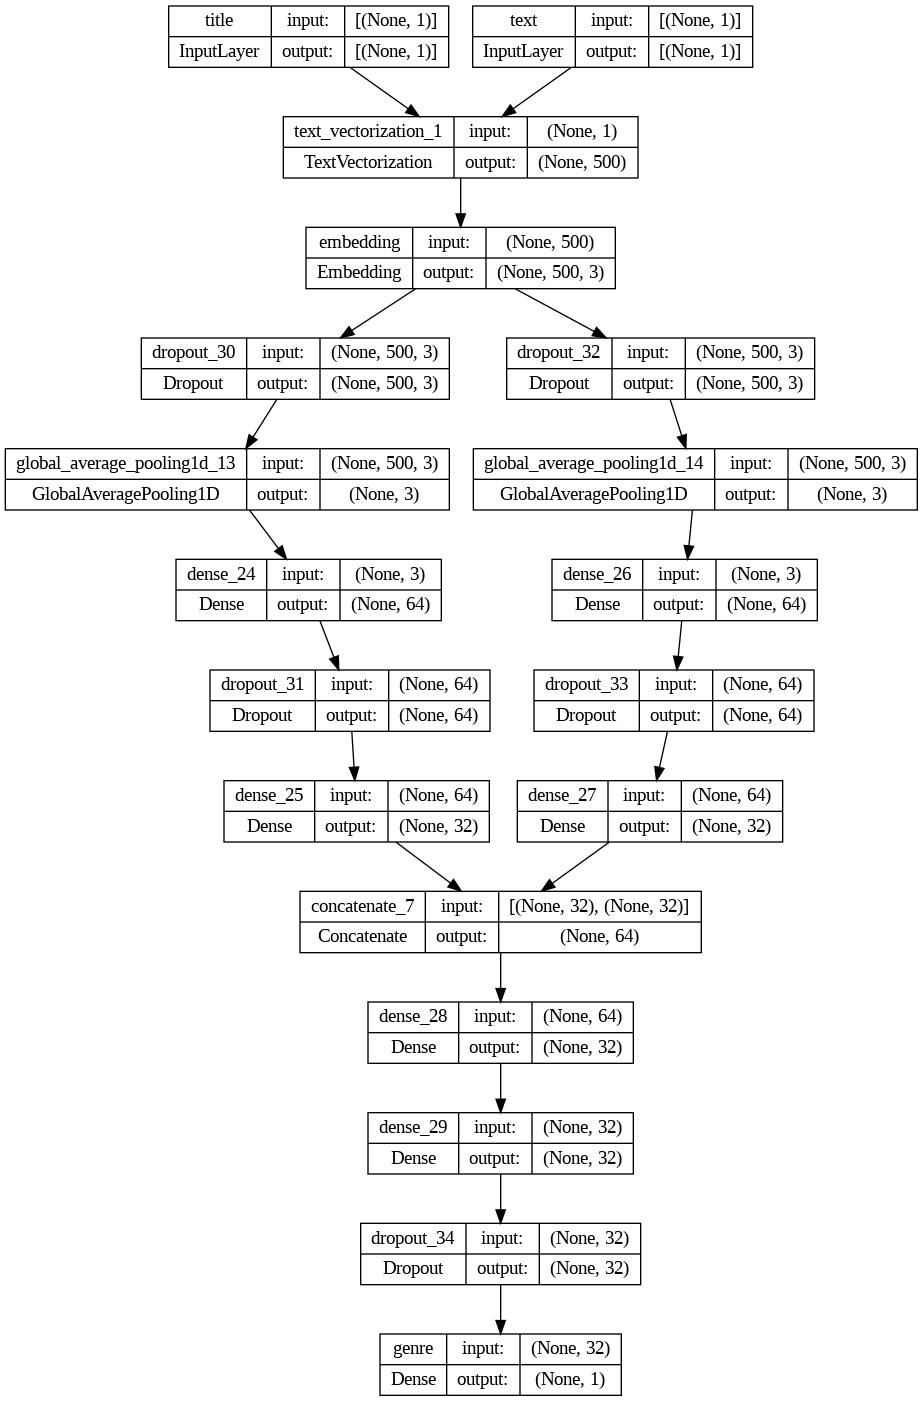 title input: [(None, 1)] text input: [(None, 1)]
InputLayer output: [(None, 1)] InputLayer output: [(None, 1)]
text_vectorization_1 input: (None, 1)
TextVectorization output: (None, 500)
embedding input: (None, 500)
Embedding output: (None, 500, 3)
dropout_30 input: (None, 500, 3) dropout_32 input: (None, 500, 3)
Dropout output: (None, 500, 3) Dropout output: (None, 500, 3)
global_average_pooling1d_13 input: (None, 500, 3) global_average_pooling1d_14 input: (None, 500, 3)
GlobalAveragePooling1D output: (None, 3) GlobalAveragePooling1D output: (None, 3)
dense_24 input: (None, 3) dense_26 input: (None, 3)
Dense output: (None, 64) Dense output: (None, 64)
dropout_31 input: (None, 64) dropout_33 input: (None, 64)
Dropout output: (None, 64) Dropout output: (None, 64)
dense_25 input: (None, 64) dense_27 input: (None, 64)
Dense output: (None, 32) Dense output: (None, 32)
concatenate_7 input: [(None, 32), (None, 32)]
Concatenate output: (None, 64)
dense_28 input: (None, 64)
Dense output: (None, 32)
dense_29 input: (None, 32)
Dense output: (None, 32)
dropout_34 input: (None, 32)
Dropout output: (None, 32)
genre input: (None, 32)
Dense output: (None, 1)